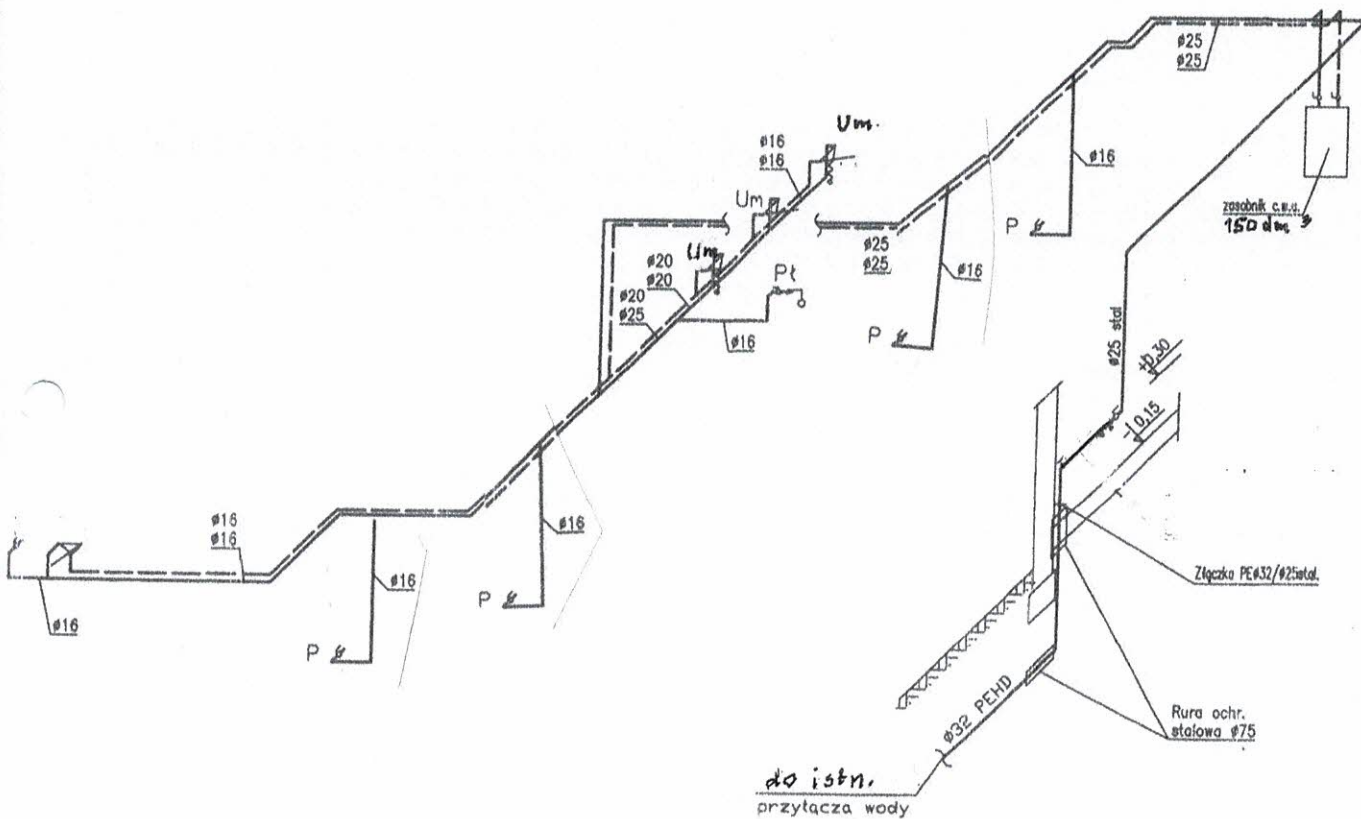 ø25
ø25
Um.
ø16
ø16
ø16
zasobnik c.w.u.
150 dm3
Um
P
ø25
ø25
ø16
Um
ø20
ø20
Pł
ø20
ø25
ø16
P
ø25 stal
+0,30
-0,15
ø16
ø16
ø16
ø16
P
Złączka PEø32/ø25stal.
ø16
P
ø32 PEHD
Rura ochr.
stalowa ø75
do istn.
przyłącza wody